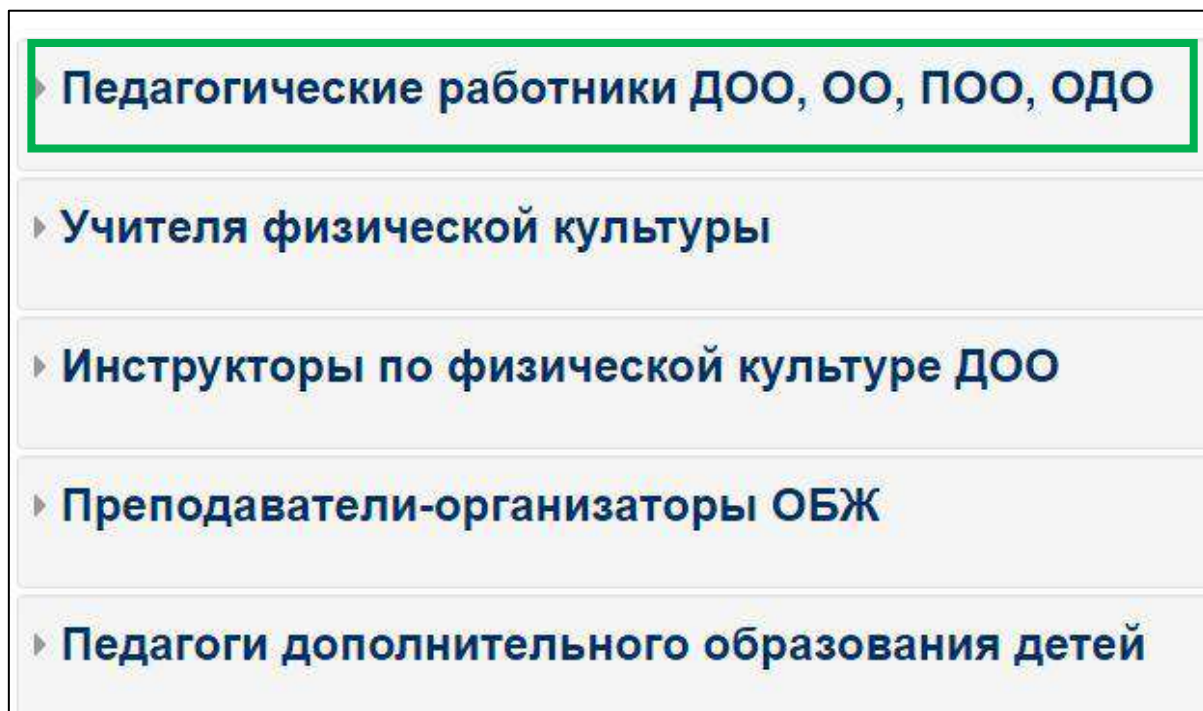 Педагогические работники ДОО, ОО, ПОО, ОДО
Учителя физической культуры
Инструкторы по физической культуре ДОО
Преподаватели-организаторы ОБЖ
Педагоги дополнительного образования детей